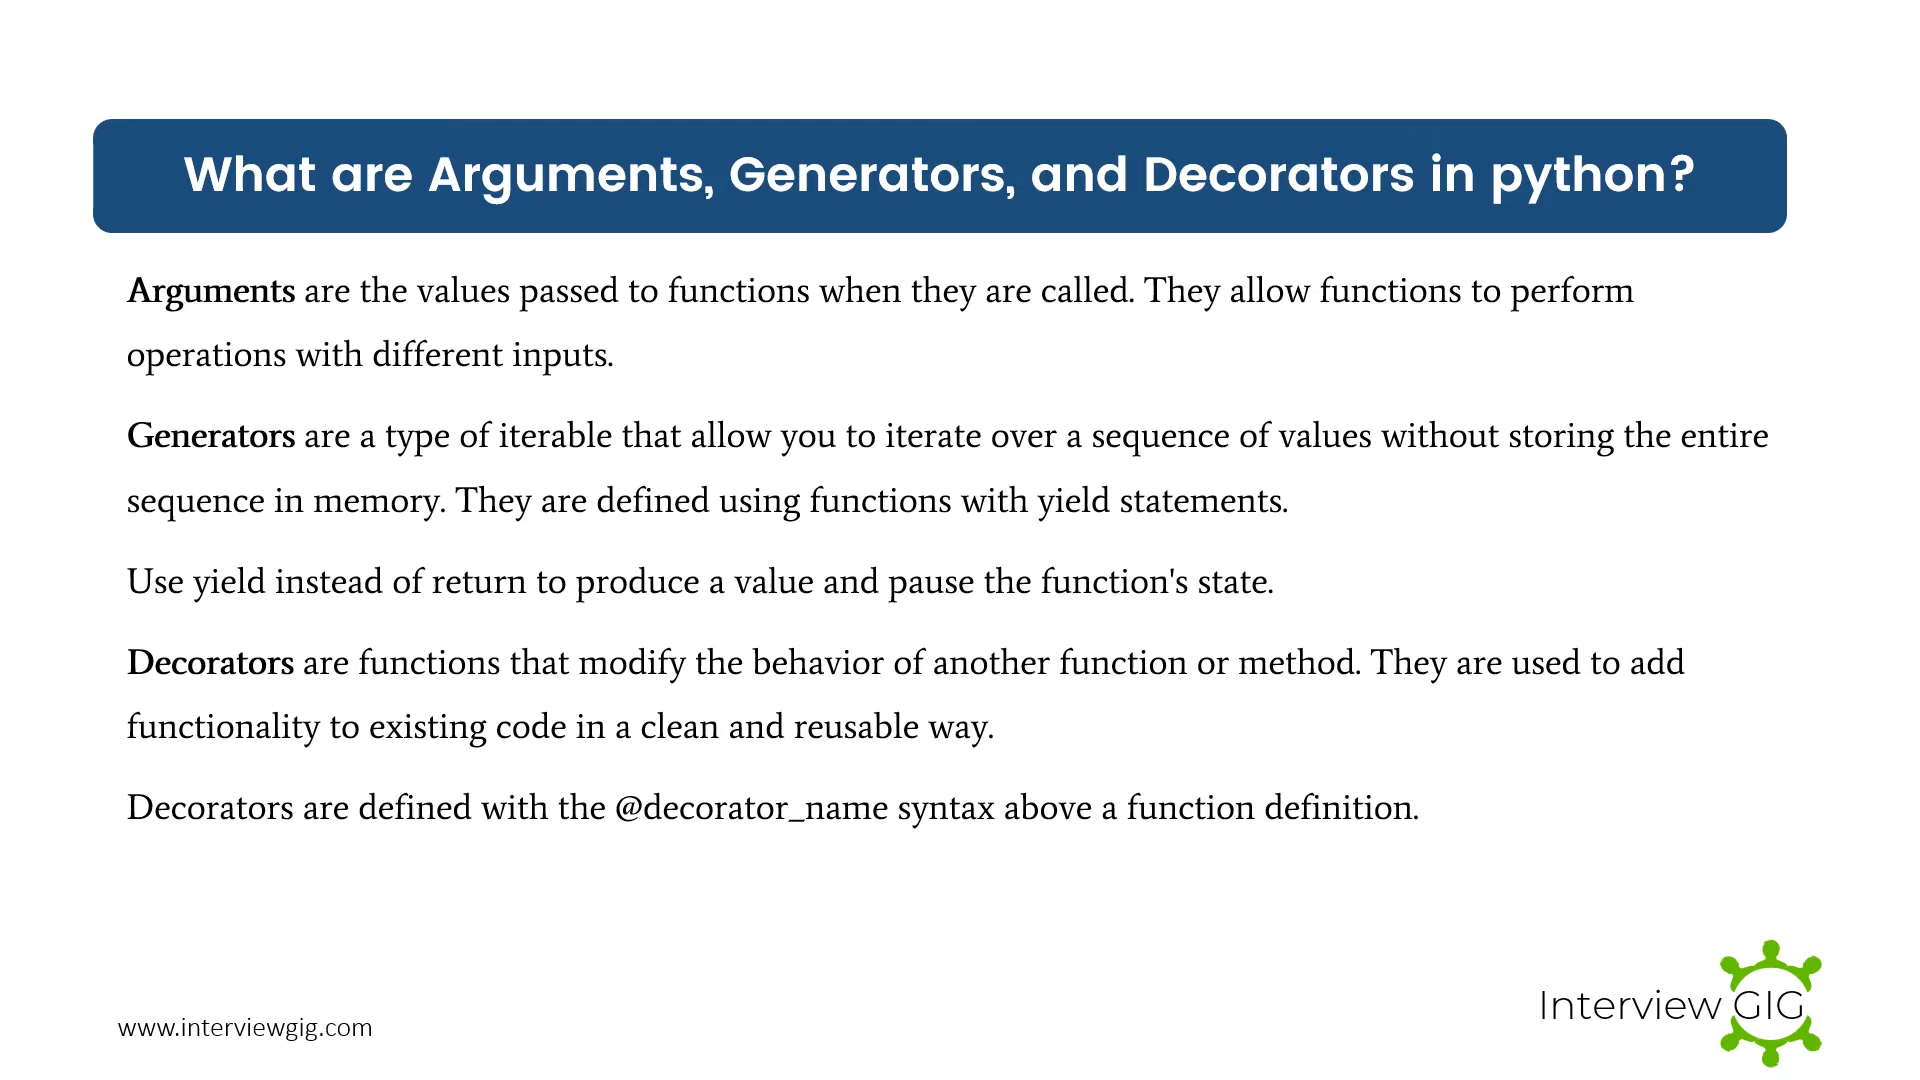 What are Arguments, Generators, and Decorators in python?
Arguments are the values passed to functions when they are called. They allow functions to perform
operations with different inputs.
Generators are a type of iterable that allow you to iterate over a sequence of values without storing the entire
sequence in memory. They are defined using functions with yield statements.
Use yield instead of return to produce a value and pause the function's state.
Decorators are functions that modify the behavior of another function or method. They are used to add
functionality to existing code in a clean and reusable way.
Decorators are defined with the @decorator_name syntax above a function definition.
Interview GIG
www.interviewgig.com